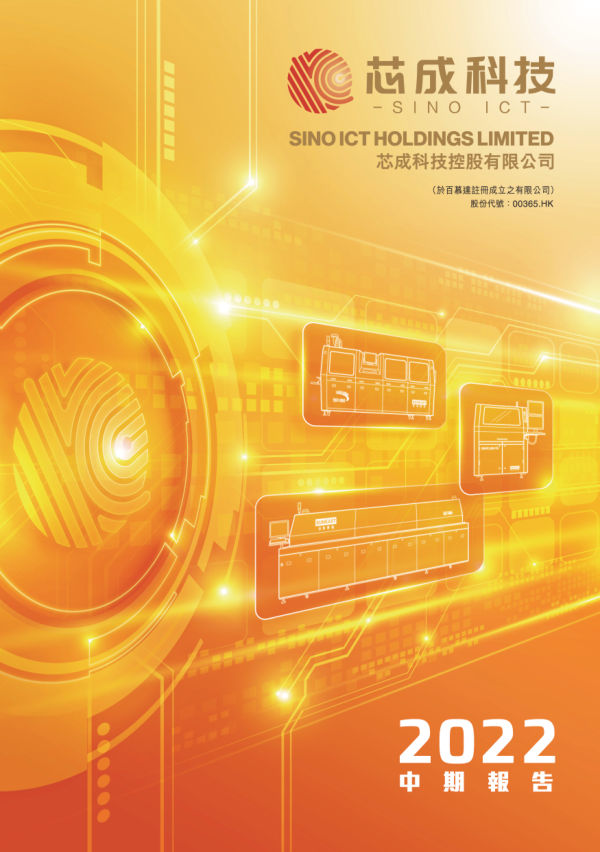 芯成科技
-SINO ICT-
SINO ICT HOLDINGS LIMITED
芯成科技控股有限公司
（於百慕達註冊成立之有限公司）
股份代號：00365.HK
2022
中期報告